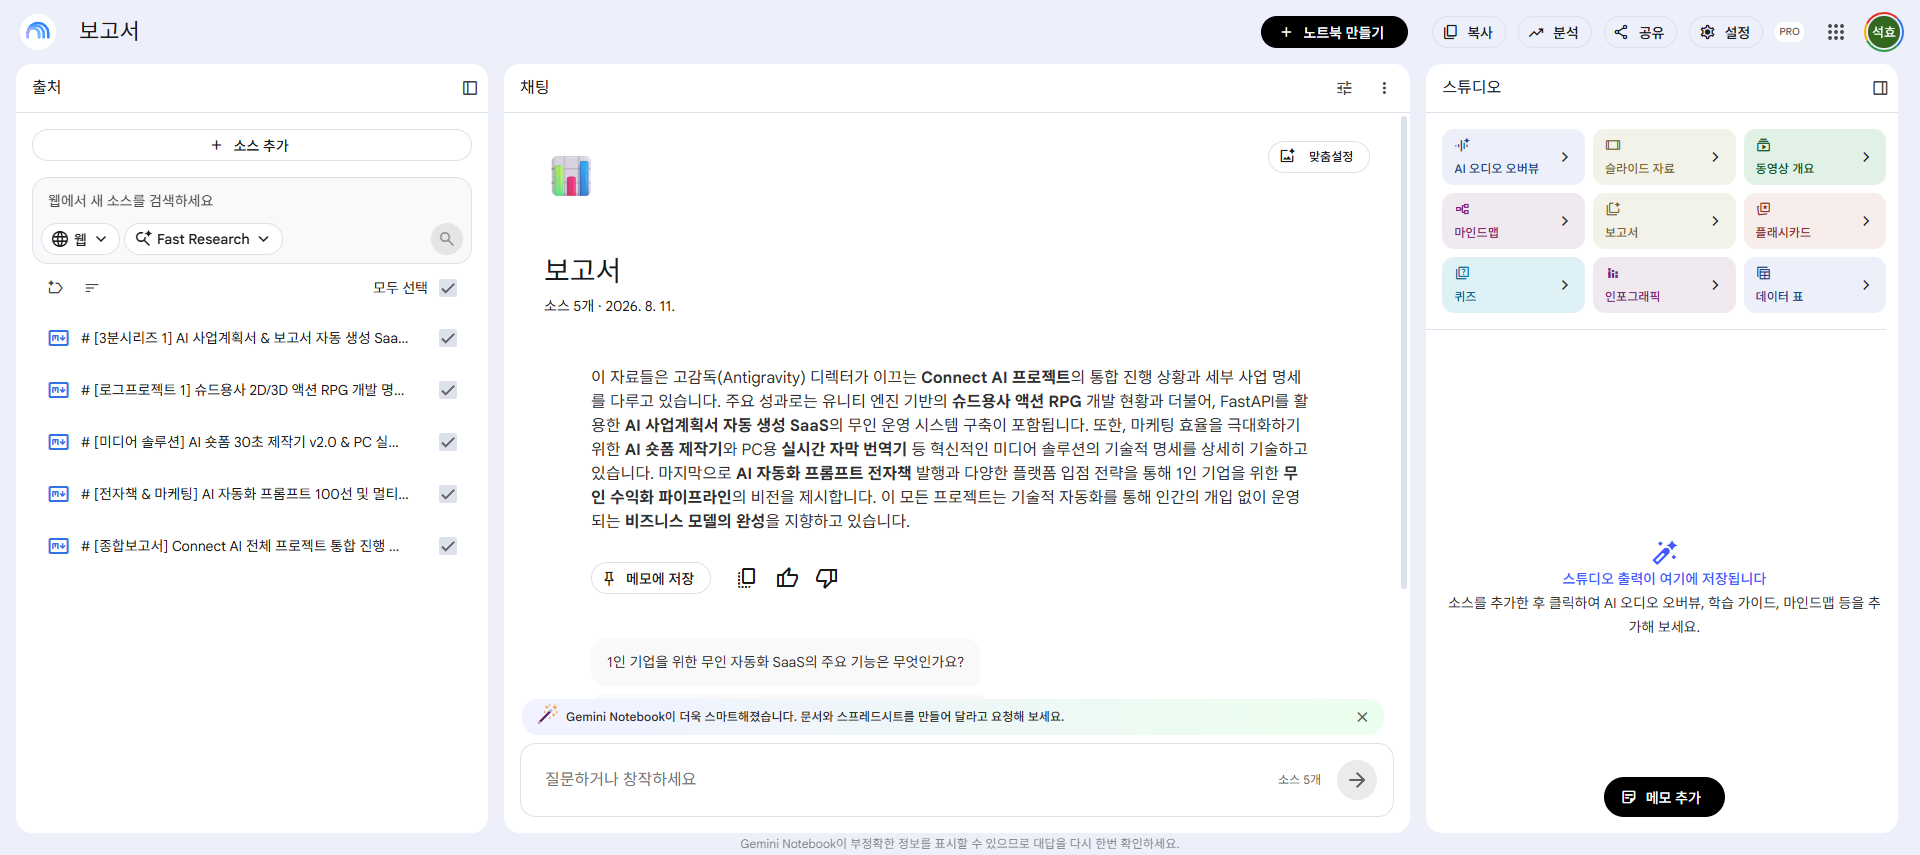 보고서
노트북 만들기
복사
분석
공유
설정
PRO
석효
출처
소스 추가
웹에서 새 소스를 검색하세요
웹
Fast Research
모두 선택
# [3분시리즈 1] AI 사업계획서 & 보고서 자동 생성 Saa...
# [로그프로젝트 1] 슈드용사 2D/3D 액션 RPG 개발 명...
# [미디어 솔루션] AI 숏폼 30초 제작기 v2.0 & PC 실...
# [전자책 & 마케팅] AI 자동화 프롬프트 100선 및 멀티...
# [종합보고서] Connect AI 전체 프로젝트 통합 진행 ...
채팅
맞춤설정
보고서
소스 5개 · 2026. 8. 11.
이 자료들은 고감독(Antigravity) 디렉터가 이끄는 Connect AI 프로젝트의 통합 진행 상황과 세부 사업 명세
를 다루고 있습니다. 주요 성과로는 유니티 엔진 기반의 슈드용사 액션 RPG 개발 현황과 더불어, FastAPI를 활
용한 AI 사업계획서 자동 생성 SaaS의 무인 운영 시스템 구축이 포함됩니다. 또한, 마케팅 효율을 극대화하기
위한 AI 숏폼 제작기와 PC용 실시간 자막 번역기 등 혁신적인 미디어 솔루션의 기술적 명세를 상세히 기술하고
있습니다. 마지막으로 AI 자동화 프롬프트 전자책 발행과 다양한 플랫폼 입점 전략을 통해 1인 기업을 위한 무
인 수익화 파이프라인의 비전을 제시합니다. 이 모든 프로젝트는 기술적 자동화를 통해 인간의 개입 없이 운영
되는 비즈니스 모델의 완성을 지향하고 있습니다.
메모에 저장
1인 기업을 위한 무인 자동화 SaaS의 주요 기능은 무엇인가요?
Gemini Notebook이 더욱 스마트해졌습니다. 문서와 스프레드시트를 만들어 달라고 요청해 보세요.
질문하거나 창작하세요
소스 5개
Gemini Notebook이 부정확한 정보를 표시할 수 있으므로 대답을 다시 한번 확인하세요.
스튜디오
AI 오디오 오버뷰
슬라이드 자료
동영상 개요
마인드맵
보고서
플래시카드
퀴즈
인포그래픽
데이터 표
스튜디오 출력이 여기에 저장됩니다
소스를 추가한 후 클릭하여 AI 오디오 오버뷰, 학습 가이드, 마인드맵 등을 추
가해 보세요.
메모 추가